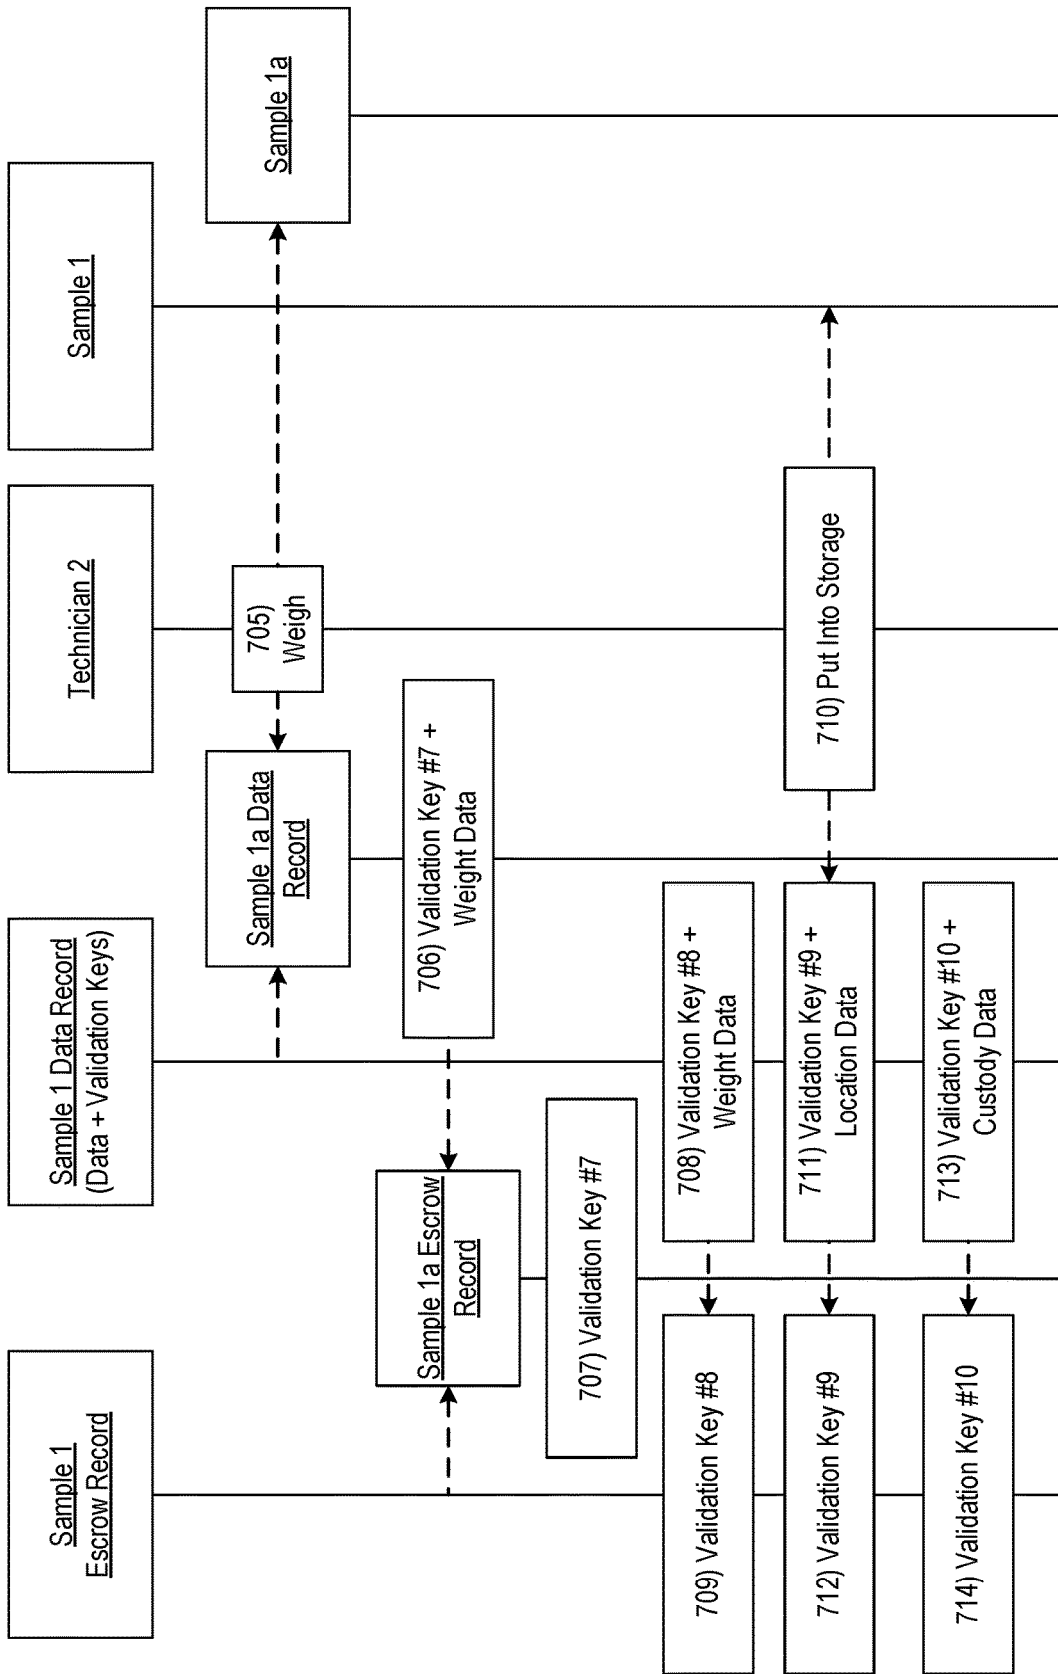 Sample 1
Escrow Record
Sample 1 Data Record
(Data + Validation Keys)
Technician 2
Sample 1
Sample 1a Data
Record
705)
Weigh
Sample 1a
Sample 1a Escrow
Record
706) Validation Key #7 +
Weight Data
707) Validation Key #7
709) Validation Key #8
708) Validation Key #8 +
Weight Data
712) Validation Key #9
711) Validation Key #9 +
Location Data
710) Put Into Storage
714) Validation Key #10
713) Validation Key #10 +
Custody Data